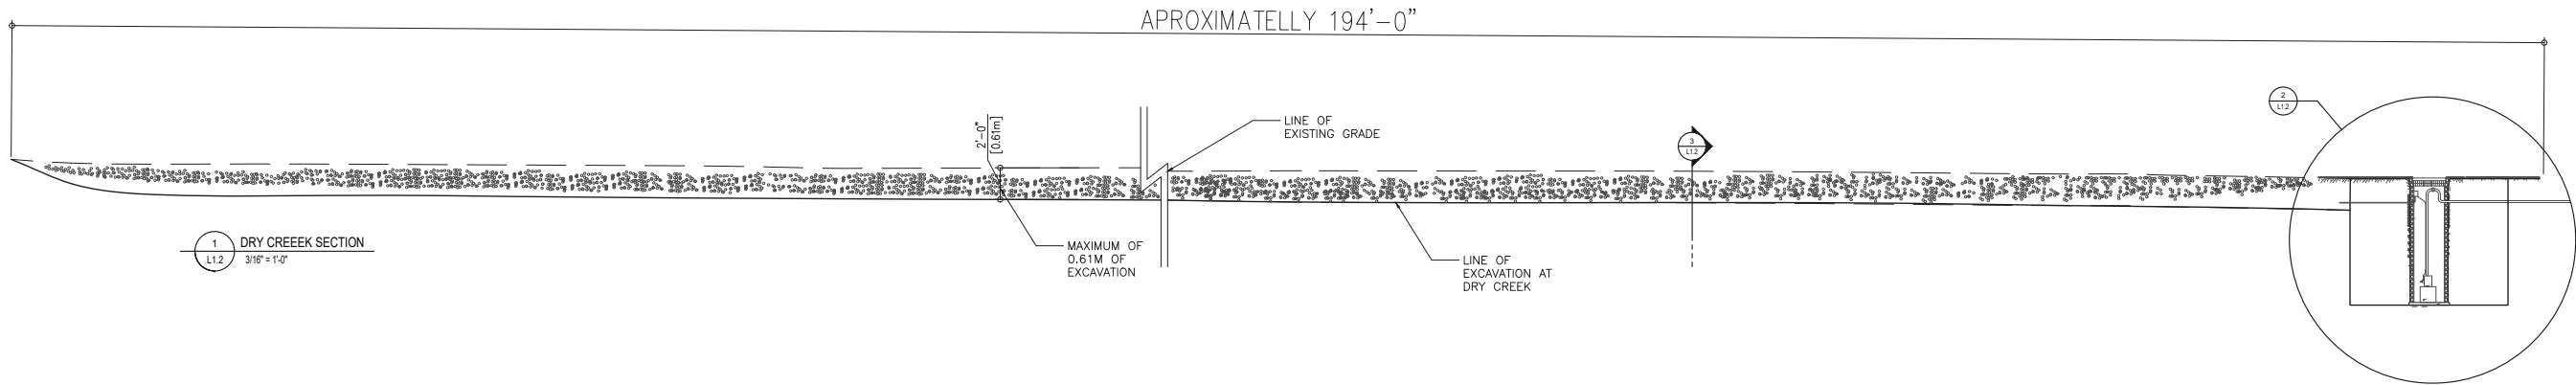 APROXIMATELLY 194'-0"
2'-0"
[0.61m]
LINE OF
EXISTING GRADE
3
L1.2
2
L1.2
1
L1.2
DRY CREEEK SECTION
3/16" = 1'-0"
MAXIMUM OF
0.61M OF
EXCAVATION
LINE OF
EXCAVATION AT
DRY CREEK